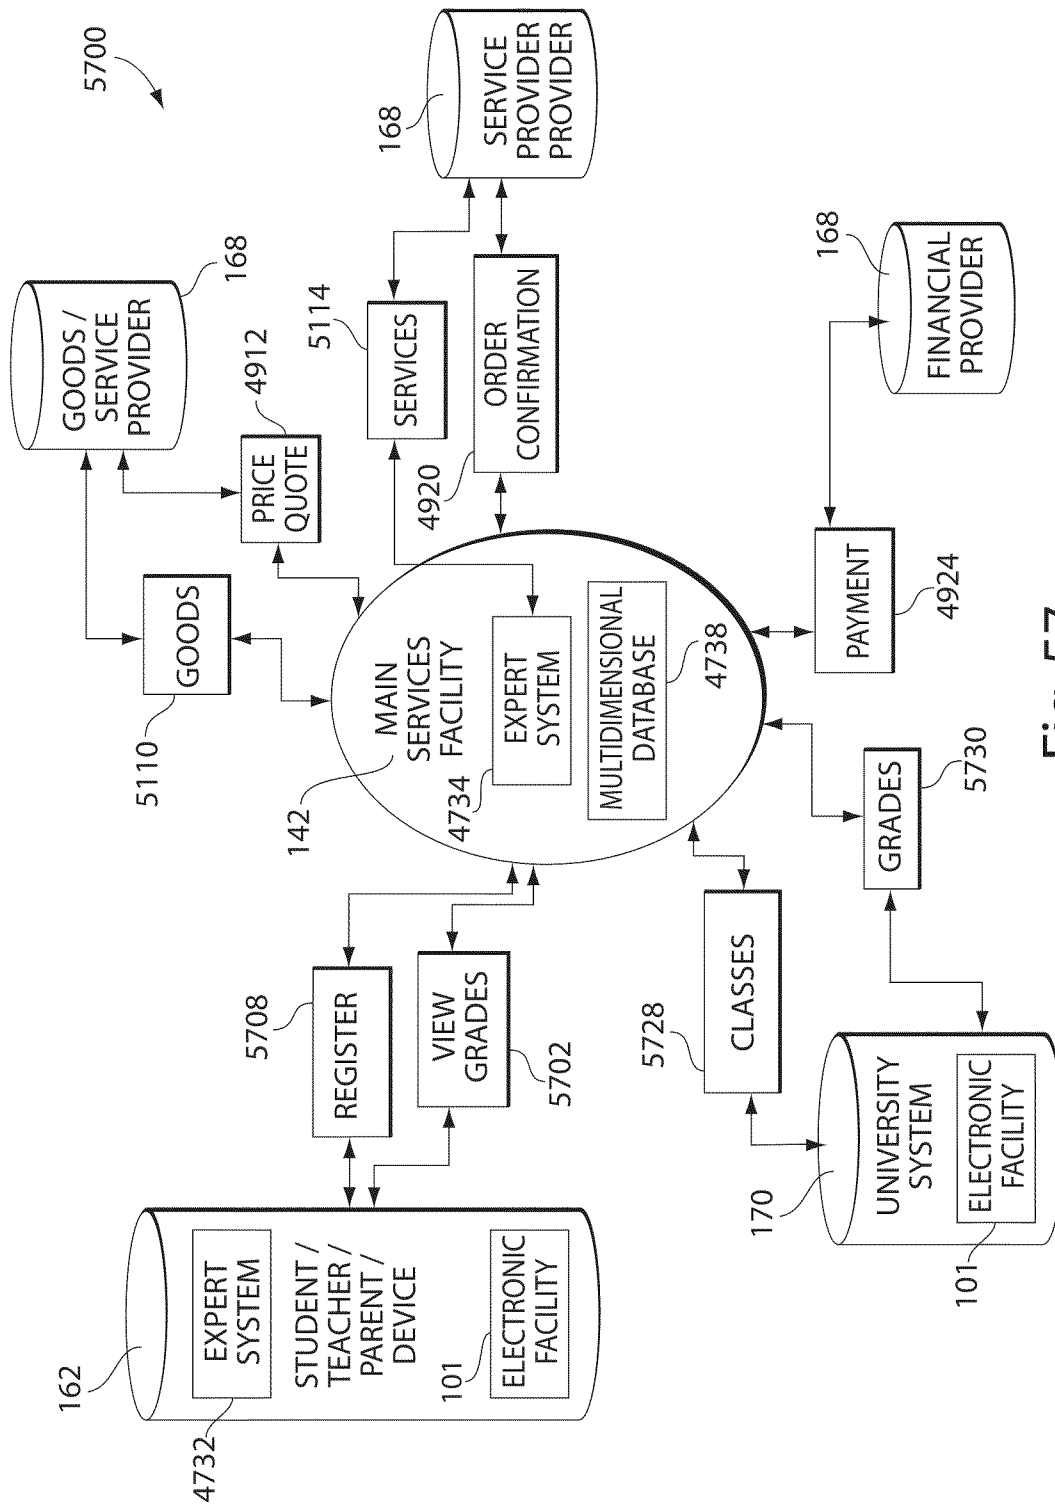 5700
162
EXPERT
SYSTEM
4732
STUDENT /
TEACHER /
PARENT /
DEVICE
101
ELECTRONIC
FACILITY
5708
REGISTER
VIEW
GRADES
5702
5110
GOODS
GOODS /
SERVICE
PROVIDER
168
PRICE
QUOTE
4912
142
MAIN
SERVICES
FACILITY
4734
EXPERT
SYSTEM
MULTIDIMENSIONAL
DATABASE
4738
5114
SERVICES
4920
ORDER
CONFIRMATION
168
SERVICE
PROVIDER
PROVIDER
5728
CLASSES
170
UNIVERSITY
SYSTEM
ELECTRONIC
FACILITY
101
GRADES
5730
PAYMENT
4924
168
FINANCIAL
PROVIDER